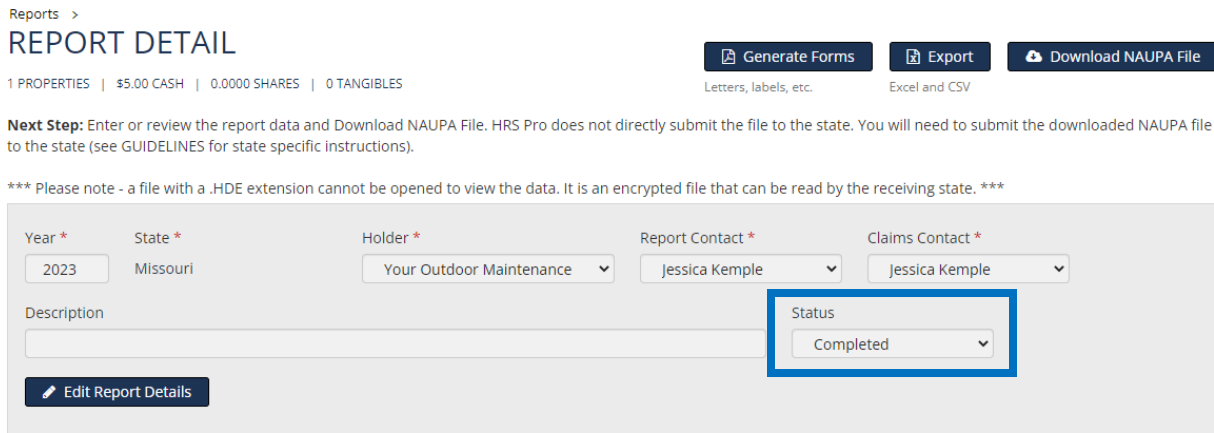 Reports >
REPORT DETAIL
1 PROPERTIES | $5.00 CASH | 0.0000 SHARES | 0 TANGIBLES
Generate Forms
Letters, labels, etc.
Export
Excel and CSV
Download NAUPA File
Next Step: Enter or review the report data and Download NAUPA File. HRS Pro does not directly submit the file to the state. You will need to submit the downloaded NAUPA file
to the state (see GUIDELINES for state specific instructions).
*** Please note - a file with a .HDE extension cannot be opened to view the data. It is an encrypted file that can be read by the receiving state. ***
Year * State * Holder * Report Contact * Claims Contact *
2023 Missouri Your Outdoor Maintenance Jessica Kemple Jessica Kemple
Description Status
Completed
Edit Report Details